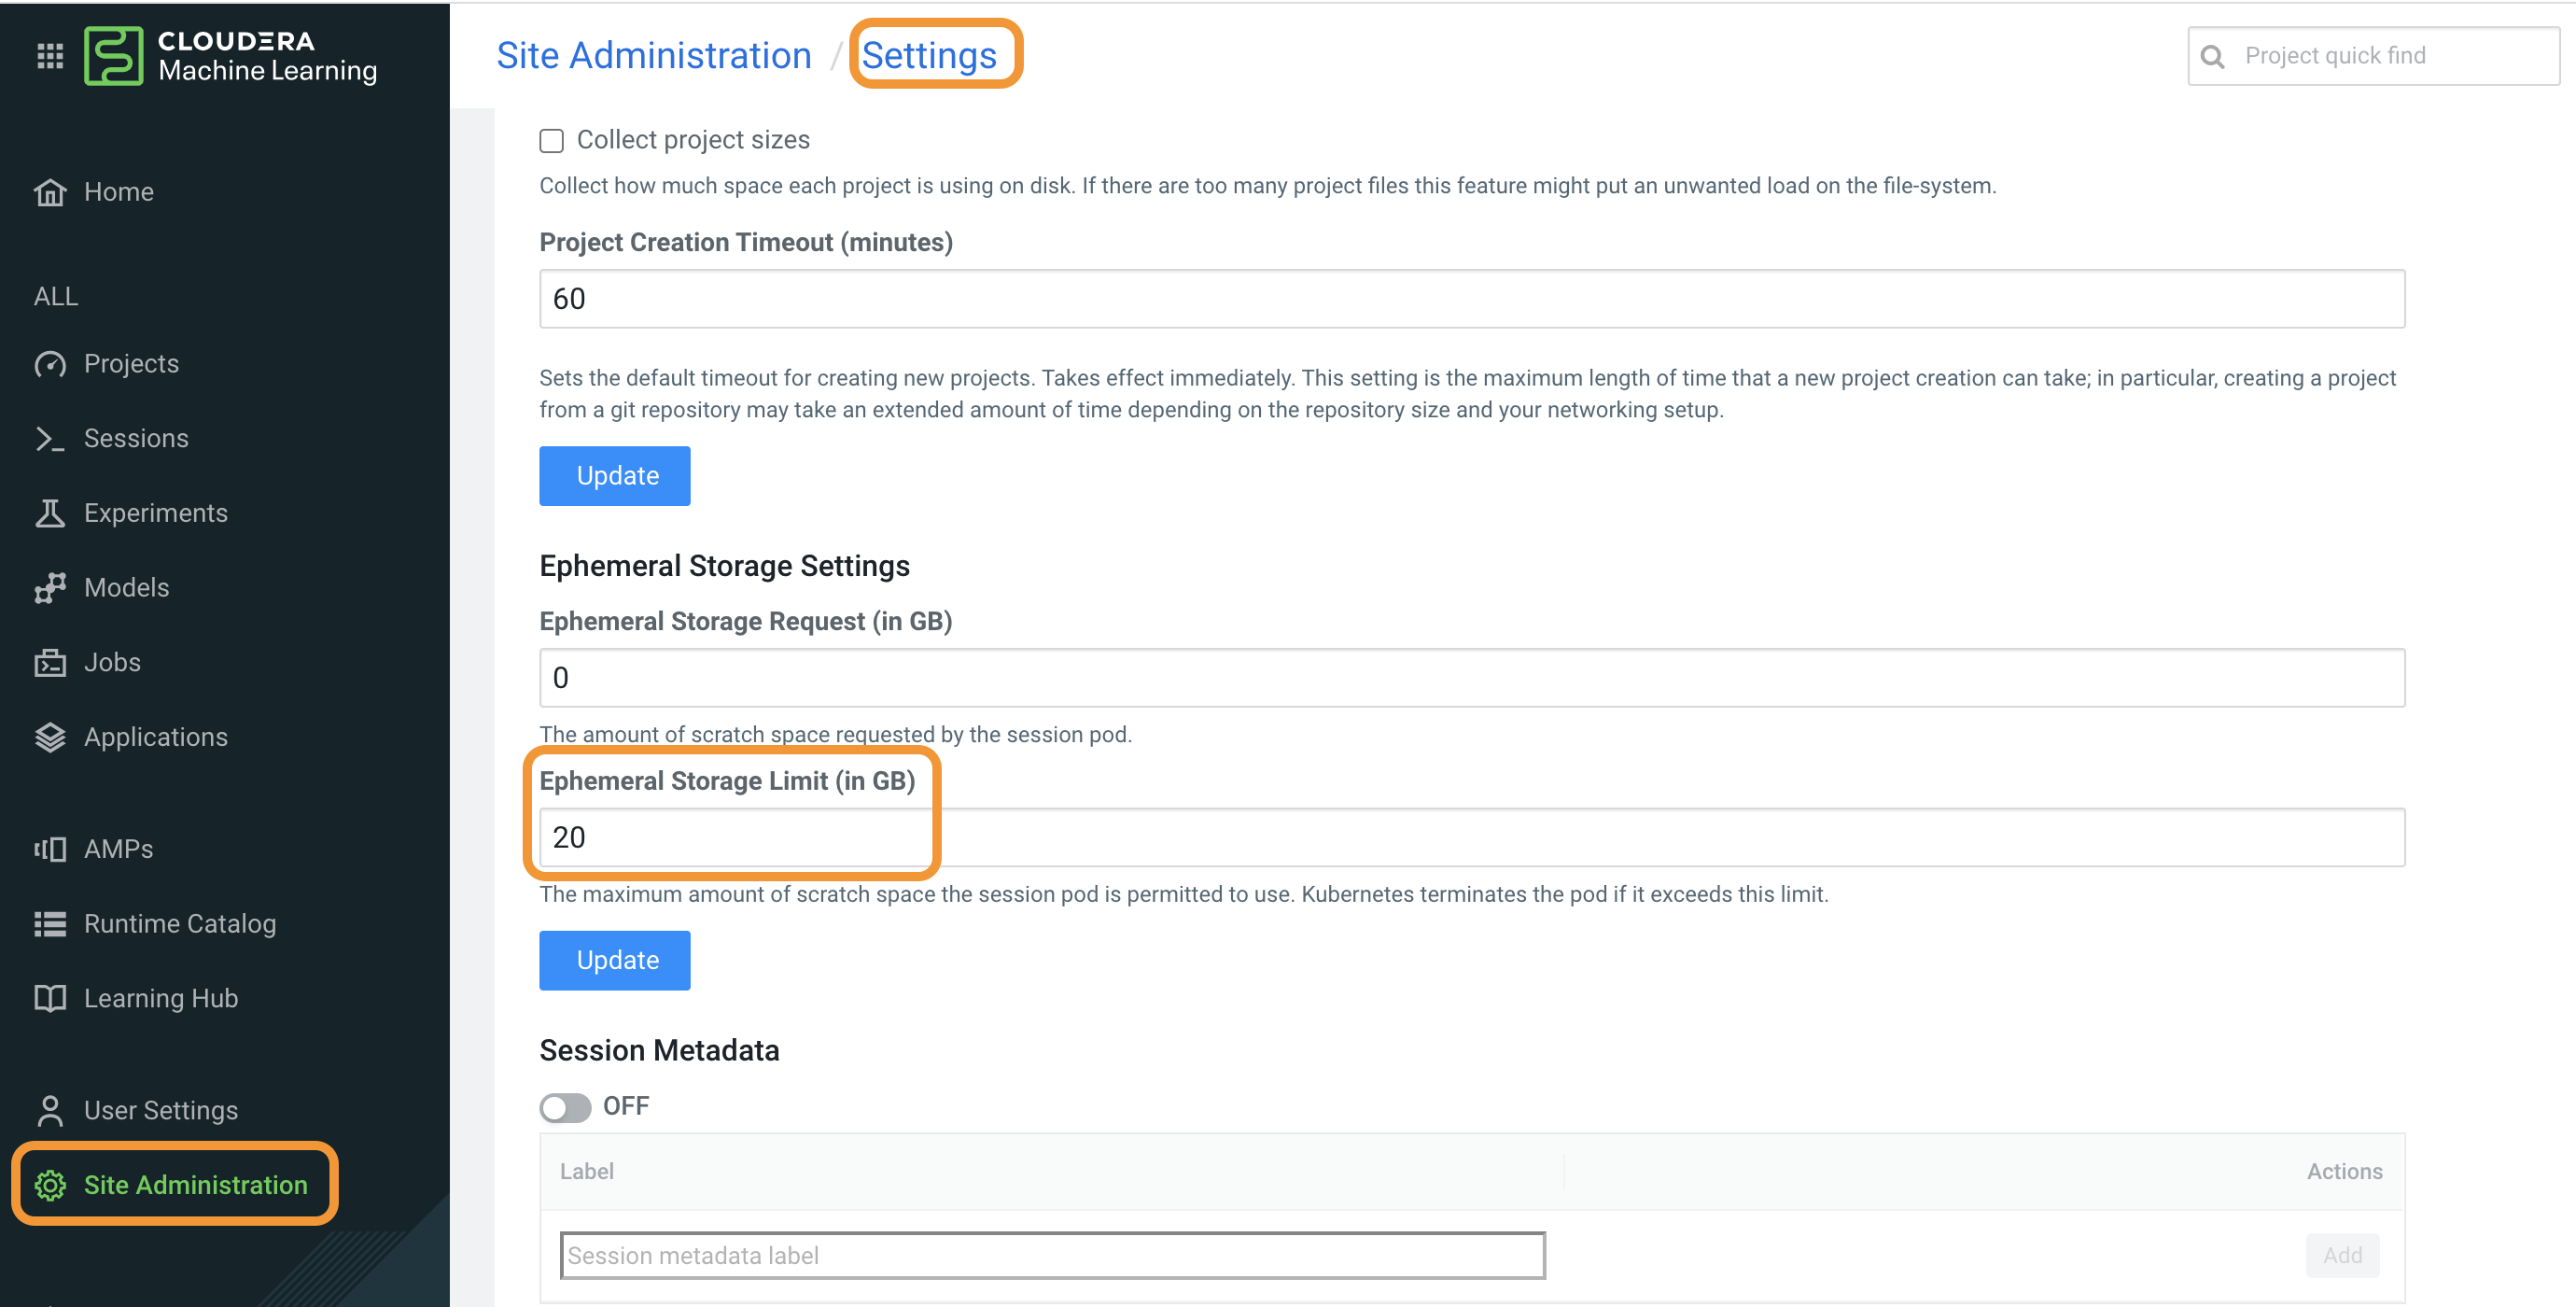 CLOUDERA
Machine Learning
Site Administration / Settings
Project quick find
Home
ALL
Projects
Sessions
Experiments
Models
Jobs
Applications
AMPs
Runtime Catalog
Learning Hub
User Settings
Site Administration
Collect project sizes
Collect how much space each project is using on disk. If there are too many project files this feature might put an unwanted load on the file-system.
Project Creation Timeout (minutes)
60
Sets the default timeout for creating new projects. Takes effect immediately. This setting is the maximum length of time that a new project creation can take; in particular, creating a project
from a git repository may take an extended amount of time depending on the repository size and your networking setup.
Update
Ephemeral Storage Settings
Ephemeral Storage Request (in GB)
0
The amount of scratch space requested by the session pod.
Ephemeral Storage Limit (in GB)
20
The maximum amount of scratch space the session pod is permitted to use. Kubernetes terminates the pod if it exceeds this limit.
Update
Session Metadata
OFF
Label
Actions
Session metadata label
Add